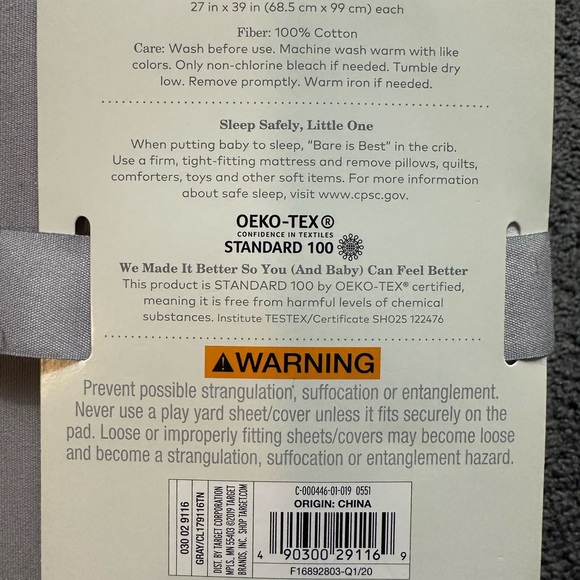 27 in x 39 in (68.5 cm x 99 cm) each
Fiber: 100% Cotton
Care: Wash before use. Machine wash warm with like
colors. Only non-chlorine bleach if needed. Tumble dry
low. Remove promptly. Warm iron if needed.
Sleep Safely, Little One
When putting baby to sleep, “Bare is Best” in the crib.
Use a firm, tight-fitting mattress and remove pillows, quilts,
comforters, toys and other soft items. For more information
about safe sleep, visit www.cpsc.gov.
OEKO-TEX®
CONFIDENCE IN TEXTILES
STANDARD 100
We Made It Better So You (And Baby) Can Feel Better
This product is STANDARD 100 by OEKO-TEX® certified,
meaning it is free from harmful levels of chemical
substances. Institute TESTEX/Certificate SH025 122476
WARNING
Prevent possible strangulation, suffocation or entanglement.
Never use a play yard sheet/cover unless it fits securely on the
pad. Loose or improperly fitting sheets/covers may become loose
and become a strangulation, suffocation or entanglement hazard.
030 02 9116
GRAY/CL179116TN
DIST. BY TARGET CORPORATION
MPLS., MN 55403 ©2019 TARGET
BRANDS, INC. SHOP TARGET.COM
C-000446-01-019 0551
ORIGIN: CHINA
4 90300 29116 9
F16892803-Q1/20